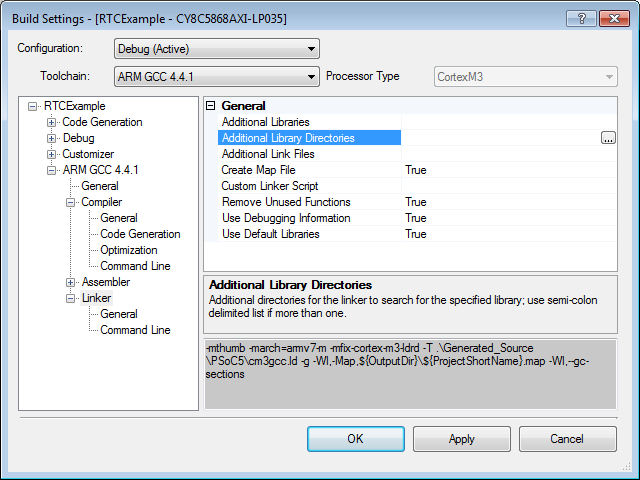 Build Settings - [RTCExample - CY8C5868AXI-LP035]
Configuration: Debug (Active)
Toolchain: ARM GCC 4.4.1 Processor Type CortexM3
RTCExample
Code Generation
Debug
Customizer
ARM GCC 4.4.1
General
Compiler
General
Code Generation
Optimization
Command Line
Assembler
Linker
General
Command Line
General
Additional Libraries
Additional Library Directories ...
Additional Link Files
Create Map File True
Custom Linker Script
Remove Unused Functions True
Use Debugging Information True
Use Default Libraries True
Additional Library Directories
Additional directories for the linker to search for the specified library; use semi-colon
delimited list if more than one.
-mthumb -march=armv7-m -mfix-cortex-m3-ldrd -T .\Generated_Source
\PSoC5\cm3gcc.ld -g -Wl,-Map,${OutputDir}\${ProjectShortName}.map -Wl,--gc-
sections
OK Apply Cancel